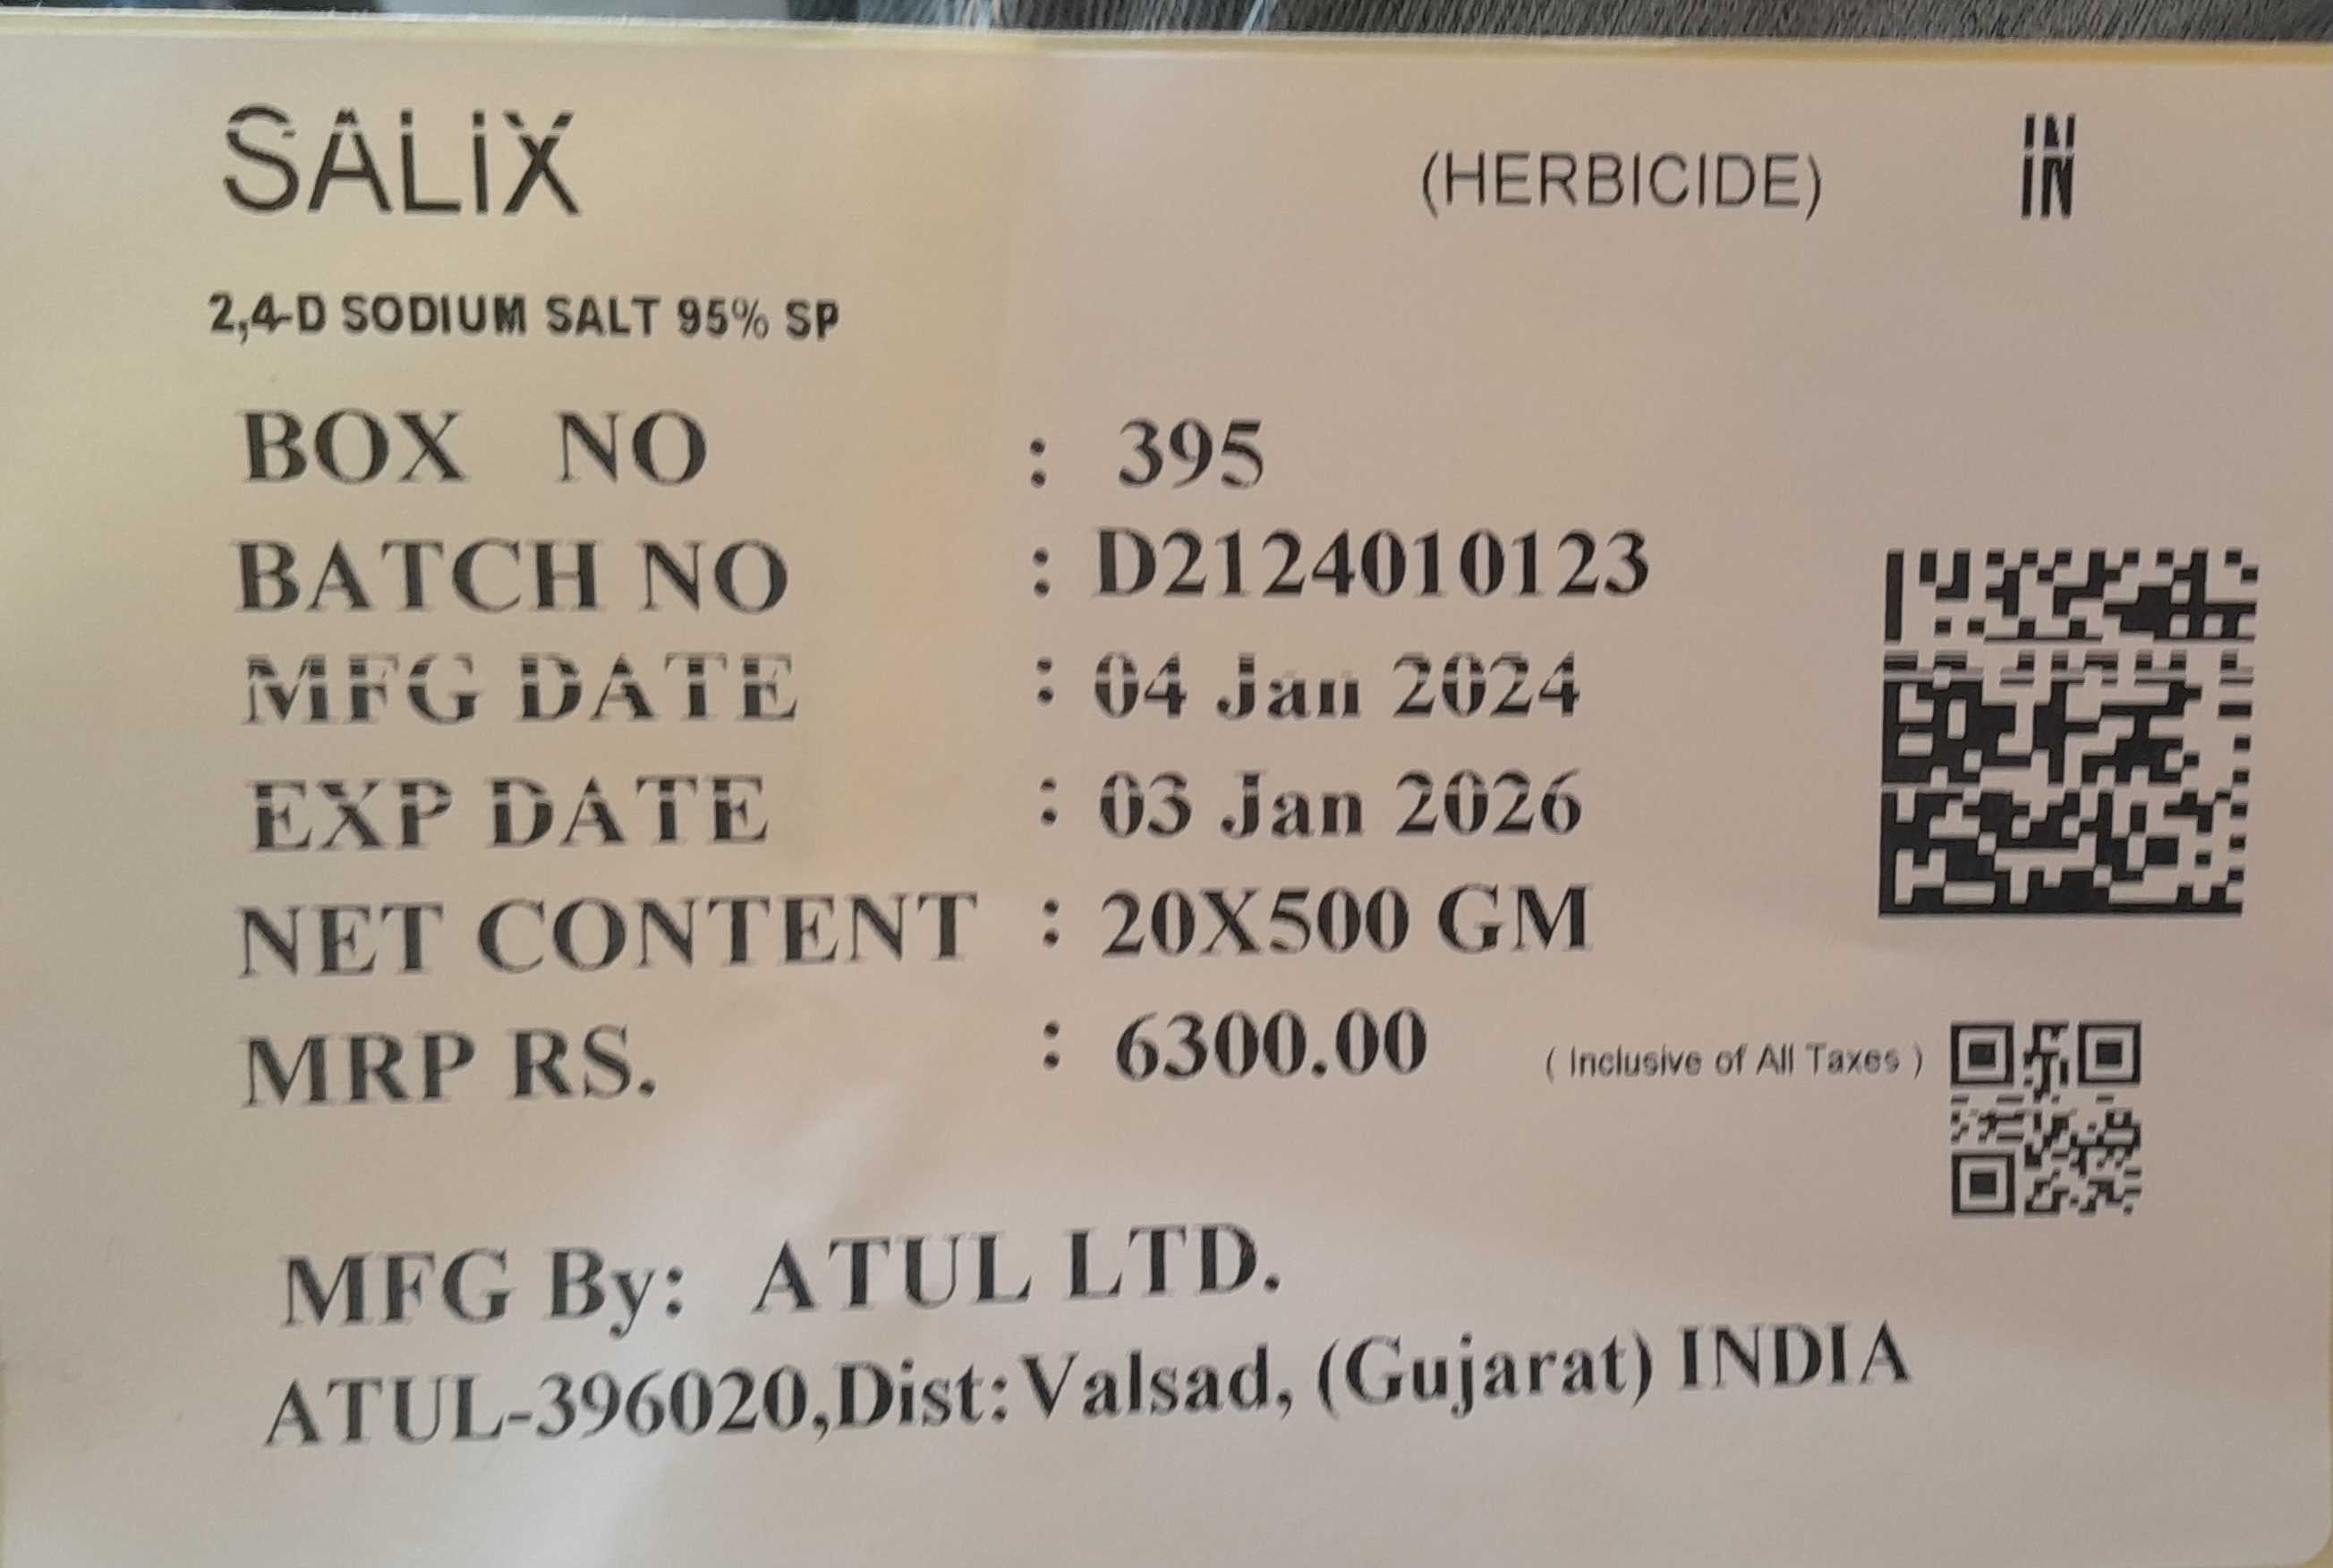 SALIX (HERBICIDE) IN
2,4-D SODIUM SALT 95% SP
BOX NO : 395
BATCH NO : D2124010123
MFG DATE : 04 Jan 2024
EXP DATE : 03 Jan 2026
NET CONTENT : 20X500 GM
MRP RS. : 6300.00 ( Inclusive of All Taxes )
MFG By: ATUL LTD.
ATUL-396020,Dist:Valsad, (Gujarat) INDIA